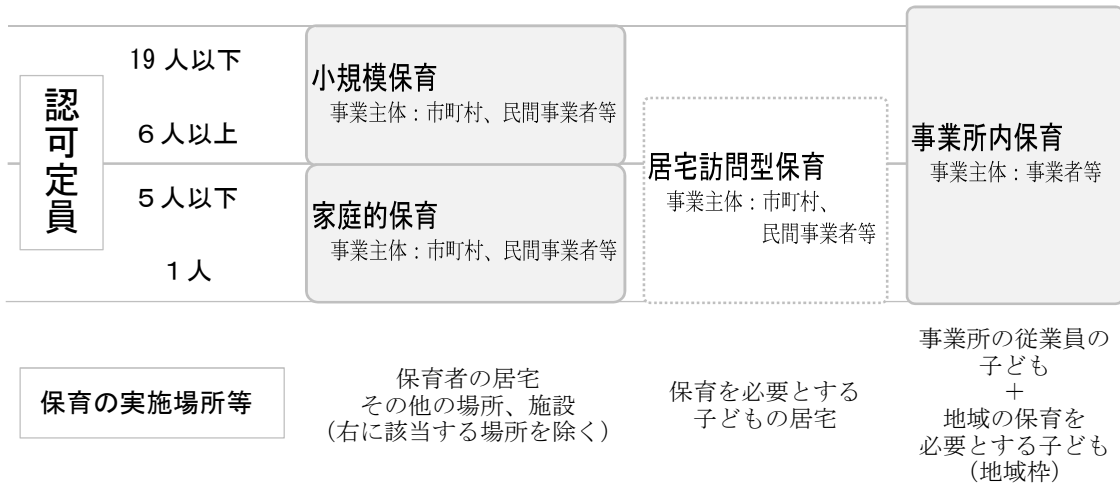 認可定員
19人以下
６人以上
５人以下
１人
小規模保育
事業主体：市町村、民間事業者等
家庭的保育
事業主体：市町村、民間事業者等
居宅訪問型保育
事業主体：市町村、
民間事業者等
事業所内保育
事業主体：事業者等
保育の実施場所等
保育者の居宅
その他の場所、施設
（右に該当する場所を除く）
保育を必要とする
子どもの居宅
事業所の従業員の
子ども
＋
地域の保育を
必要とする子ども
（地域枠）